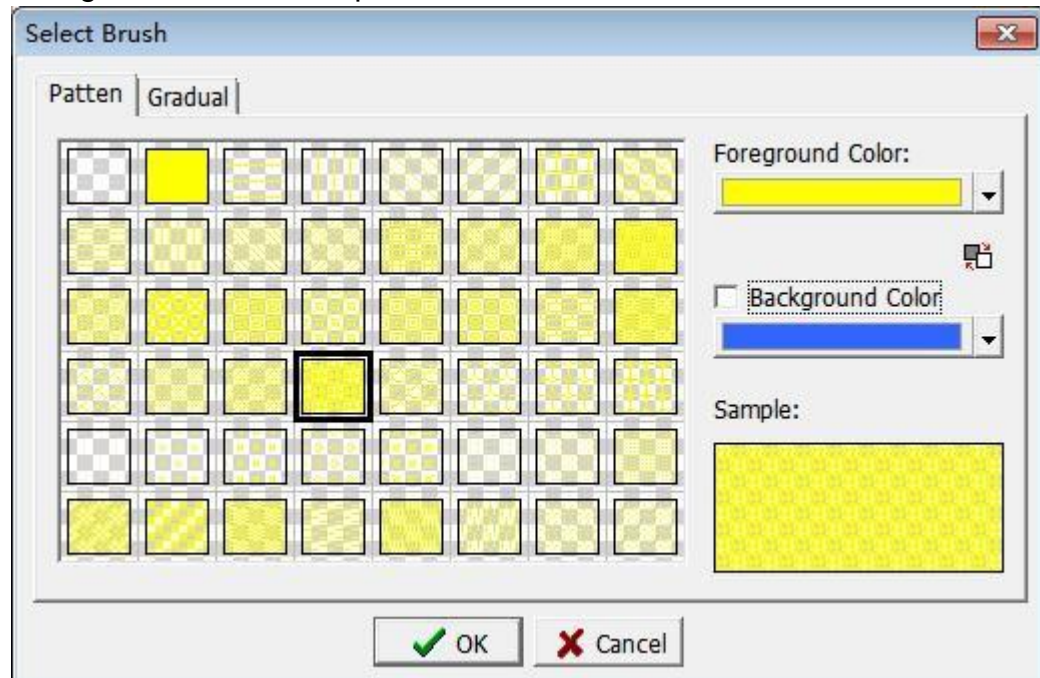 Select Brush
Patten Gradual
Foreground Color:
Background Color
Sample:
OK Cancel